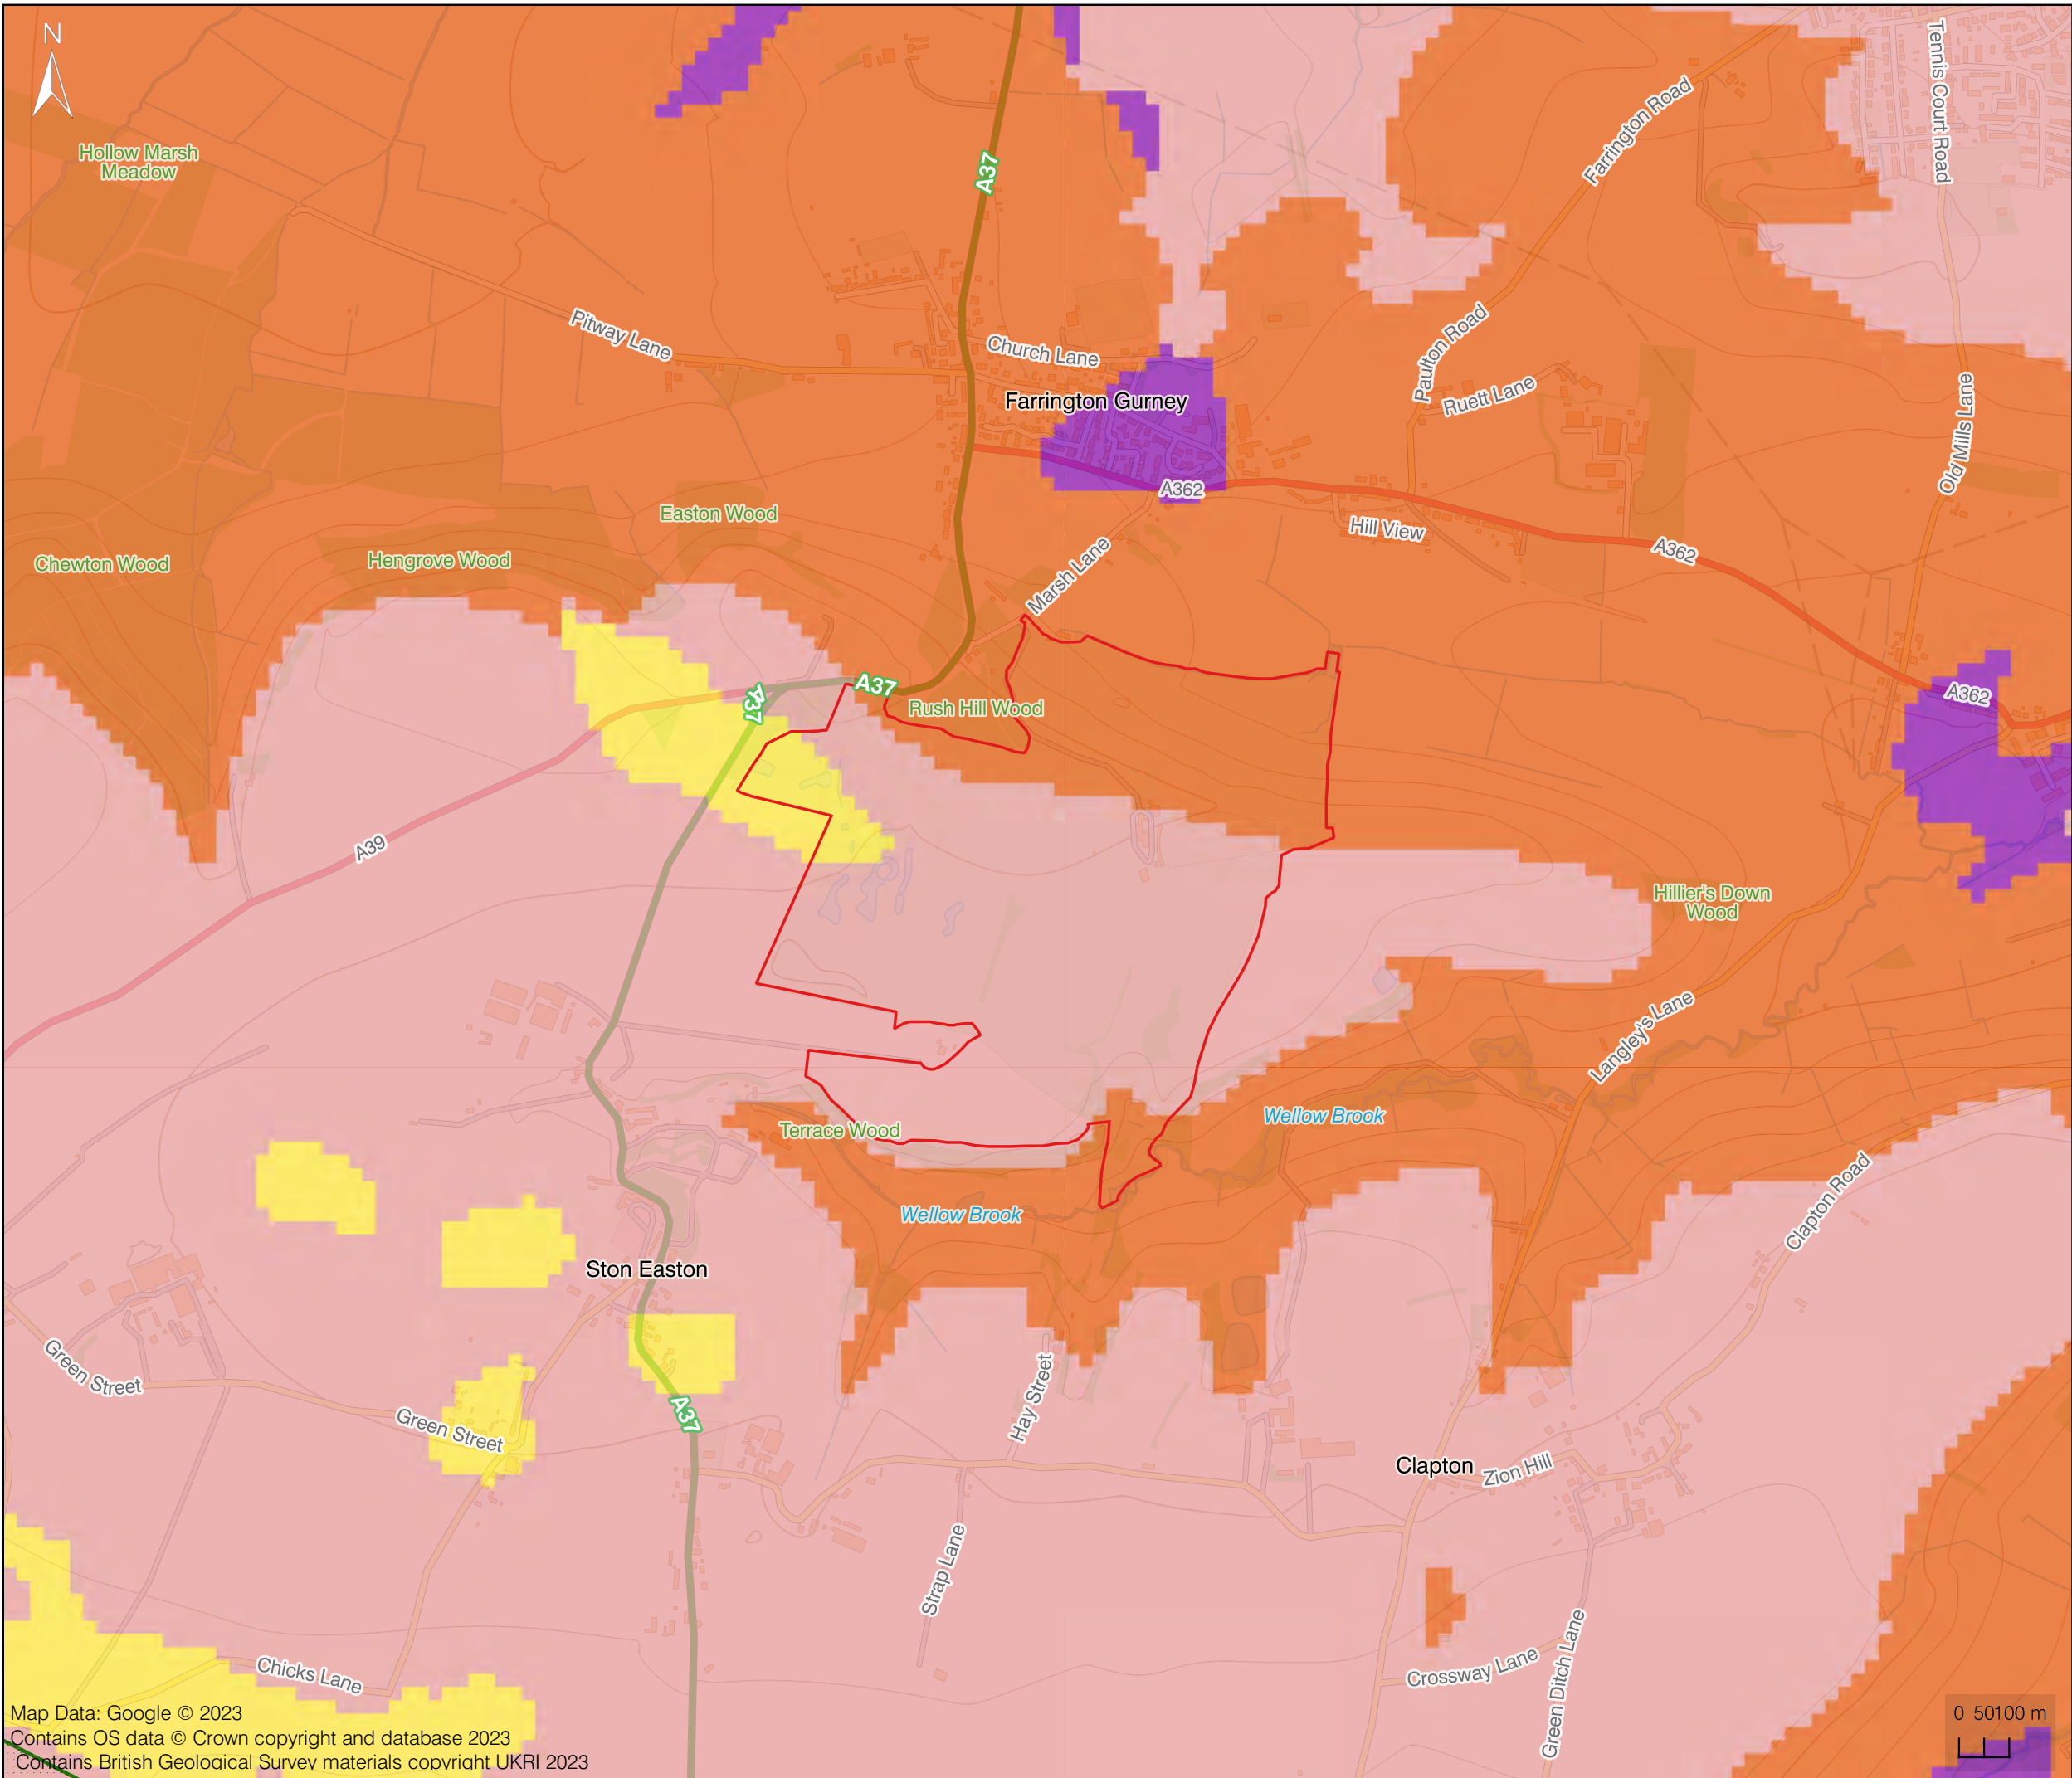 N
Tennis Court Road
Farrington Road
A37
Hollow Marsh
Meadow
Pitway Lane
Church Lane
Paulton Road
Ruett Lane
Farrington Gurney
Old Mills Lane
A362
Easton Wood
Hill View
A362
Chewton Wood
Hengrove Wood
Marsh Lane
A37
A37
Rush Hill Wood
A362
A39
Hillier's Down
Wood
Langley's Lane
Terrace Wood
Wellow Brook
Wellow Brook
Clapton Road
Ston Easton
Green Street
Green Street
A37
Hay Street
Clapton
Zion Hill
Strap Lane
Chicks Lane
Crossway Lane
Green Ditch Lane
Map Data: Google © 2023
Contains OS data © Crown copyright and database 2023
Contains British Geological Survey materials copyright UKRI 2023
0 50100 m